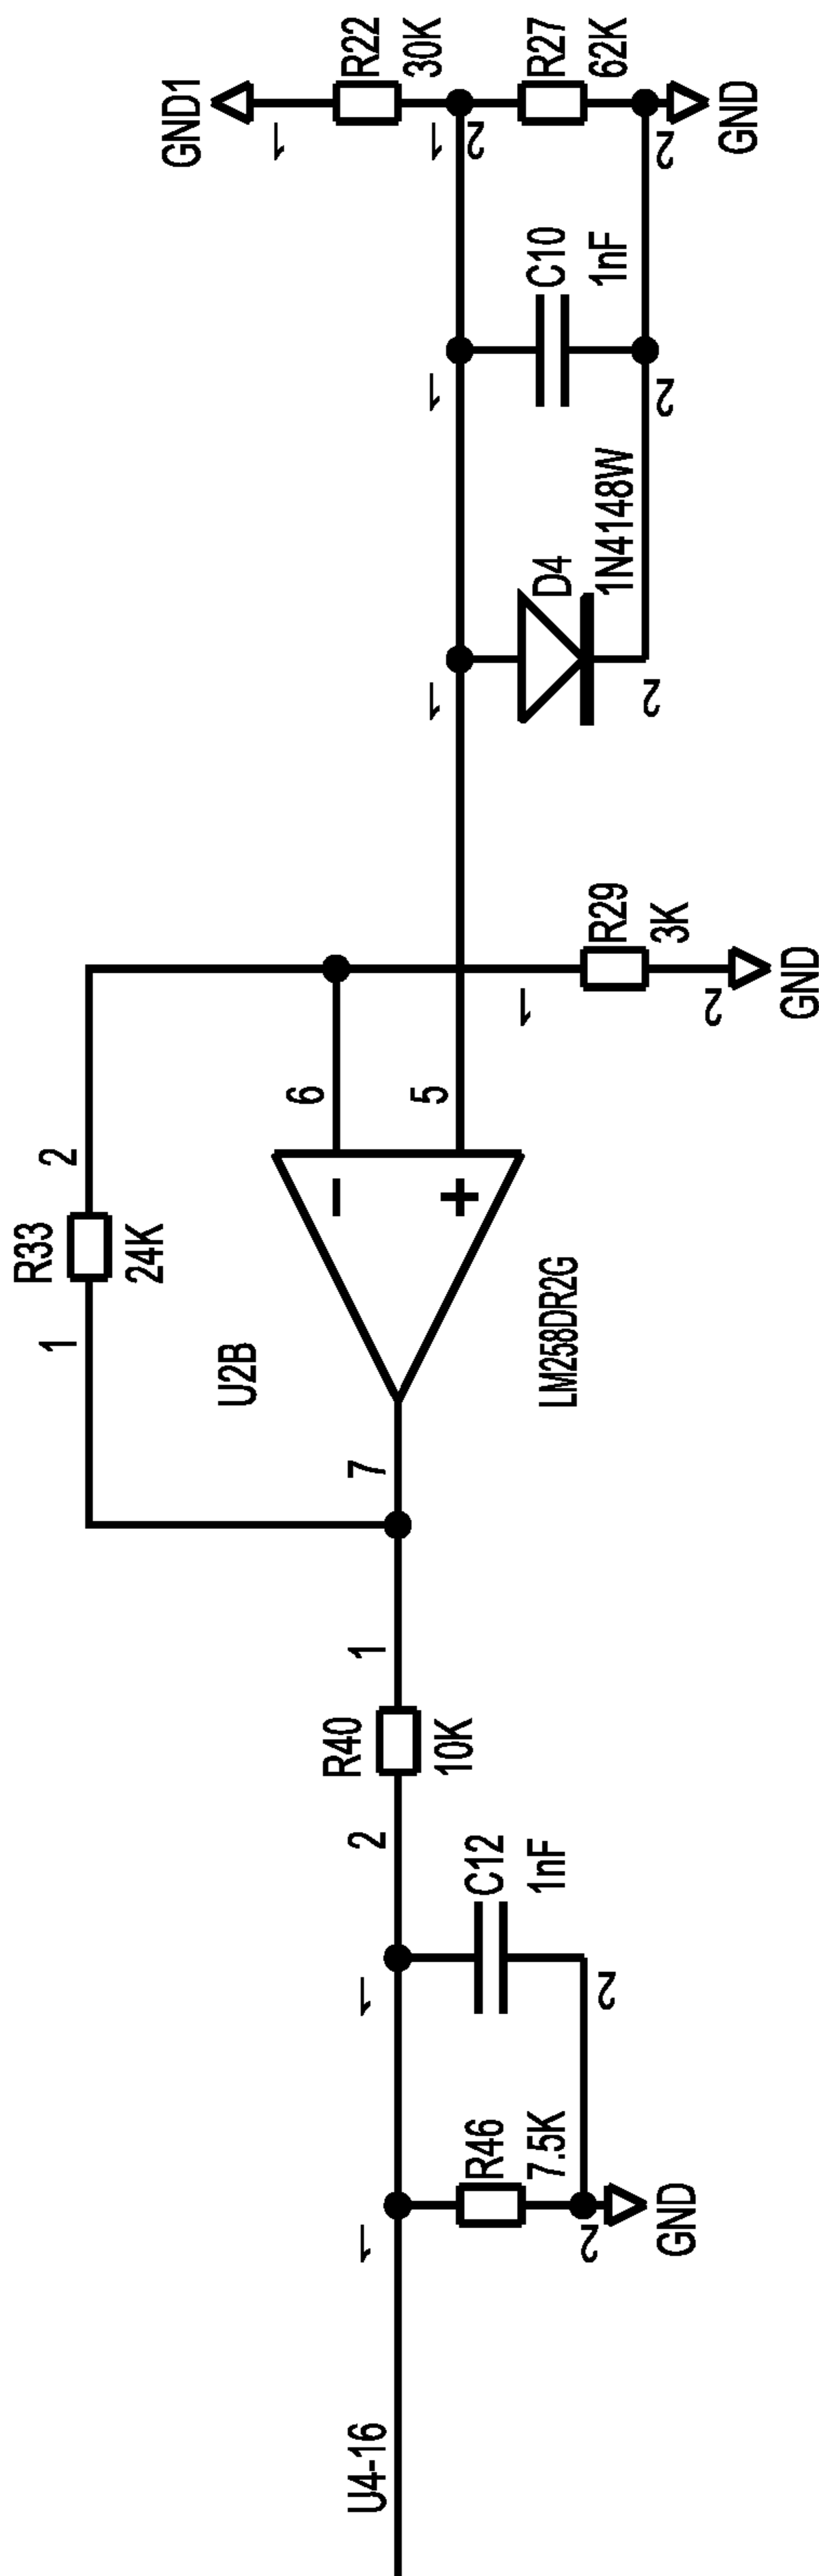 GND1
1
R22
30K
1
2
R27
62K
2
GND
1
C10
1nF
2
1
D4
1N4148W
2
R29
3K
1
2
GND
6
5
2
R33
24K
1
U2B
LM258DR2G
7
1
R40
10K
2
C12
1nF
1
2
R46
7.5K
1
2
GND
U4-16